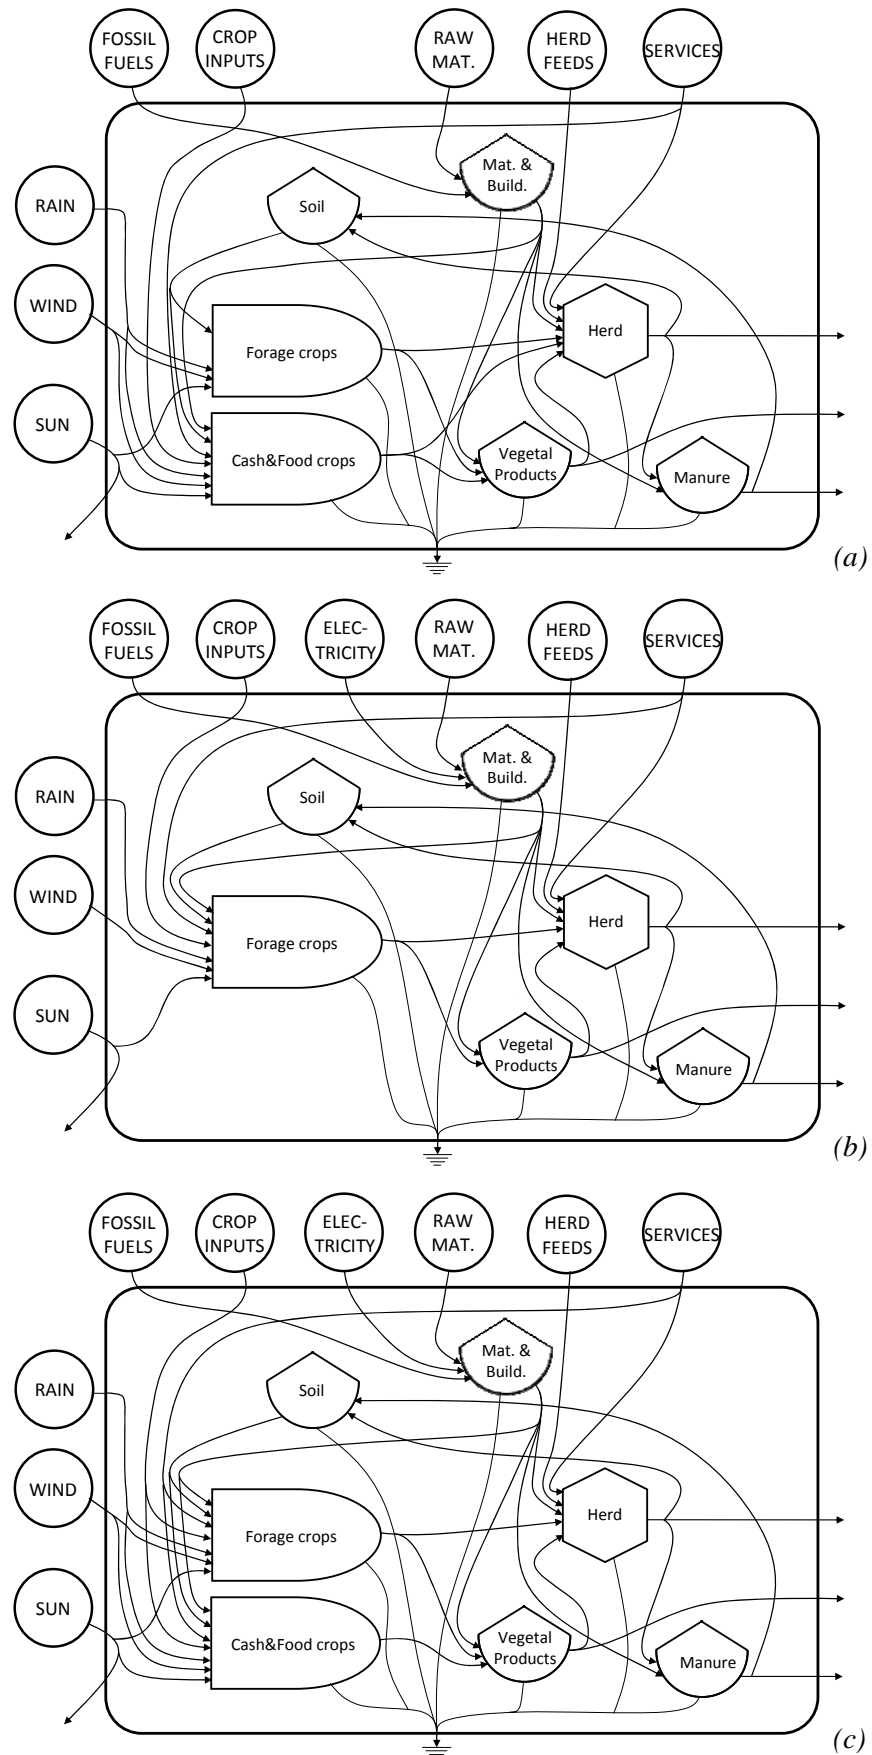 FOSSIL
FUELS
CROP
INPUTS
RAW
MAT.
HERD
FEEDS
SERVICES
RAIN
WIND
SUN
Mat. &
Build.
Soil
Forage crops
Herd
Cash&Food crops
Vegetal
Products
Manure
(a)
FOSSIL
FUELS
CROP
INPUTS
ELEC-
TRICITY
RAW
MAT.
HERD
FEEDS
SERVICES
RAIN
WIND
SUN
Mat. &
Build.
Soil
Forage crops
Herd
Vegetal
Products
Manure
(b)
FOSSIL
FUELS
CROP
INPUTS
ELEC-
TRICITY
RAW
MAT.
HERD
FEEDS
SERVICES
RAIN
WIND
SUN
Mat. &
Build.
Soil
Forage crops
Herd
Cash&Food crops
Vegetal
Products
Manure
(c)